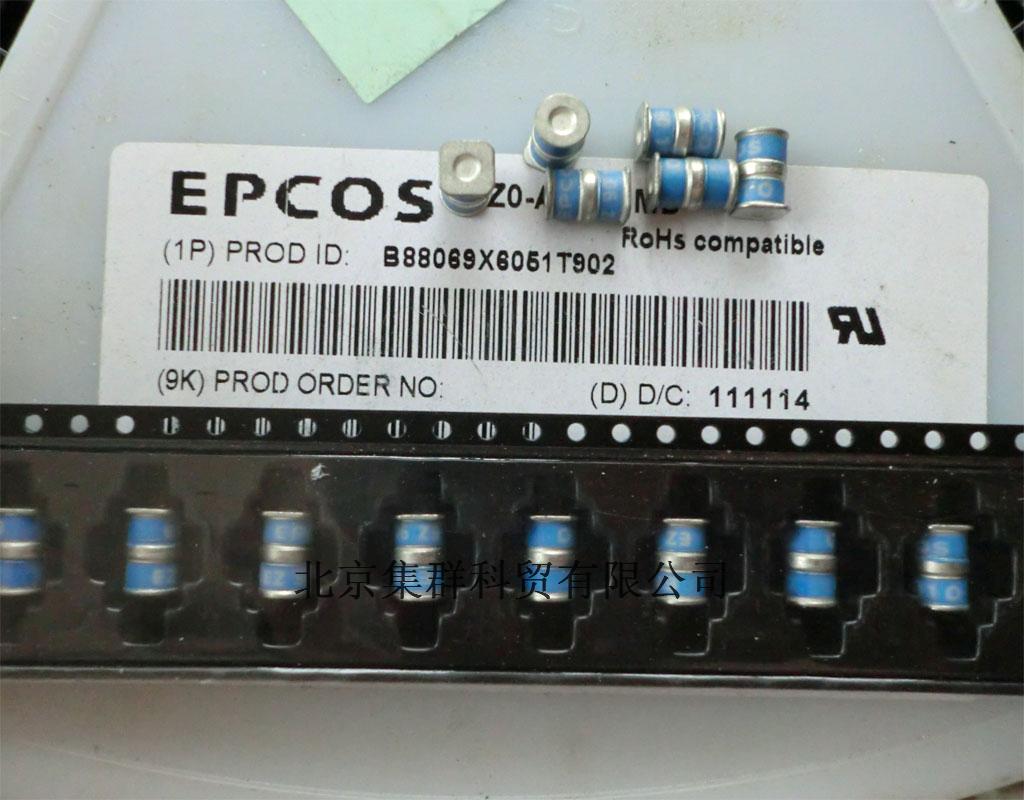 EPCOS
RoHs compatible
(1P) PROD ID: B88069X6051T902
(9K) PROD ORDER NO: (D) D/C: 111114
北京集群科贸有限公司